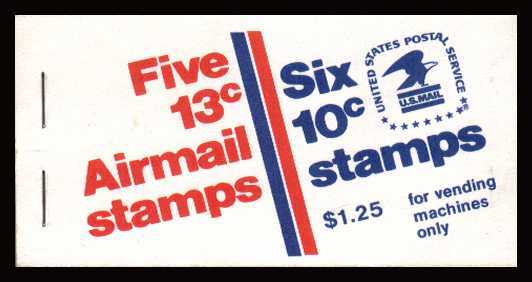 Five
13c
Airmail
stamps
Six
10c
stamps
UNITED STATES POSTAL SERVICE
U.S.MAIL
$1.25
for vending
machines
only